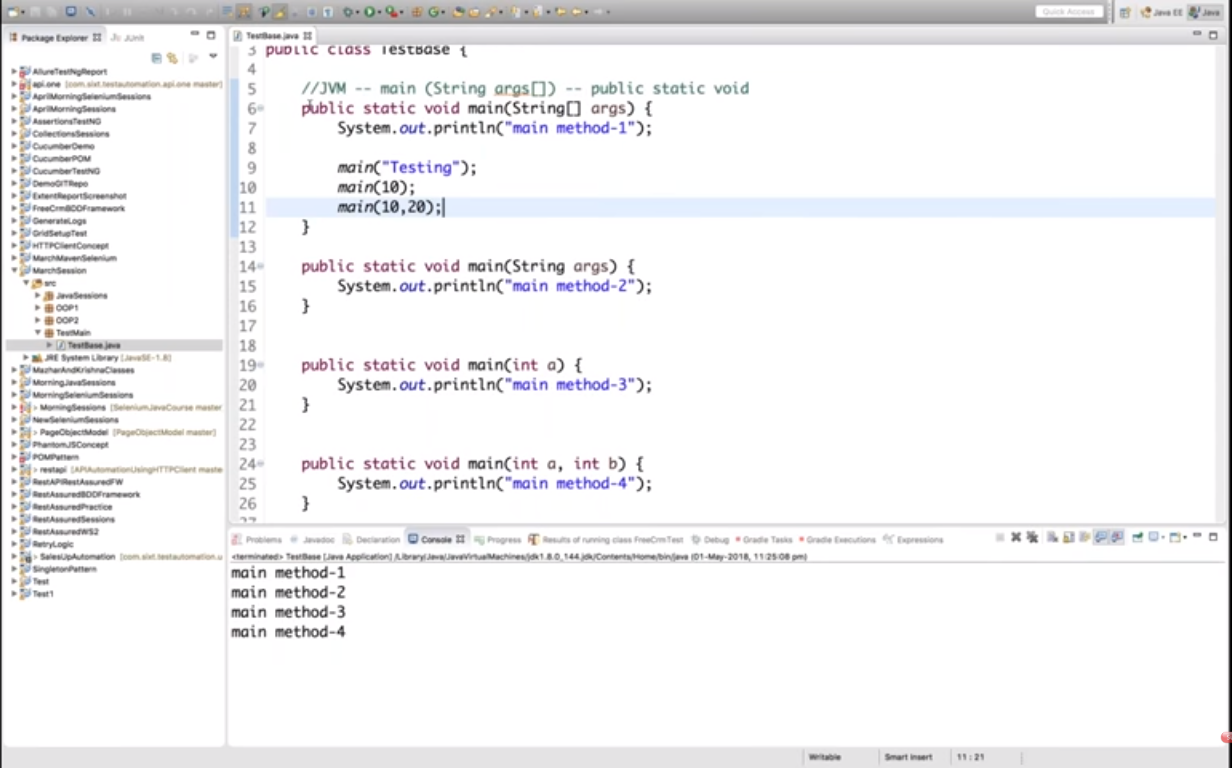 Quick Access
Java EE
Java
Package Explorer
JUnit
AllureTestNgReport
api.one [com.sixt.testautomation.api.one master]
AprilMorningSeleniumSessions
AprilMorningSessions
AssertionsTestNG
CollectionsSessions
CucumberDemo
CucumberPOM
CucumberTestNG
DemoGITRepo
ExtentReportScreenshot
FreeCrmBDDFramework
GenerateLogs
GridSetupTest
HTTPClientConcept
MarchMavenSelenium
MarchSession
src
JavaSessions
OOP1
OOP2
TestMain
TestBase.java
JRE System Library [JavaSE-1.8]
MazharAndKrishnaClasses
MorningJavaSessions
MorningSeleniumSessions
> MorningSessions [SeleniumJavaCourse master
NewSeleniumSessions
> PageObjectModel [PageObjectModel master]
PhantomJSConcept
POMPattern
> restapi [APIAutomationUsingHTTPClient maste
RestAPIRestAssuredFW
RestAssuredBDDFramework
RestAssuredPractice
RestAssuredSessions
RestAssuredWS2
RetryLogic
> SalesUpAutomation [com.sixt.testautomation.u
SingletonPattern
Test
Test1
TestBase.java
3 public class TestBase {
4
5 //JVM -- main (String args[]) -- public static void
6 public static void main(String[] args) {
7 System.out.println("main method-1");
8
9 main("Testing");
10 main(10);
11 main(10,20);
12 }
13
14 public static void main(String args) {
15 System.out.println("main method-2");
16 }
17
18
19 public static void main(int a) {
20 System.out.println("main method-3");
21 }
22
23
24 public static void main(int a, int b) {
25 System.out.println("main method-4");
26 }
27
Problems
Javadoc
Declaration
Console
Progress
Results of running class FreeCrmTest
Debug
Gradle Tasks
Gradle Executions
Expressions
<terminated> TestBase [Java Application] /Library/Java/JavaVirtualMachines/jdk1.8.0_144.jdk/Contents/Home/bin/java (01-May-2018, 11:25:08 pm)
main method-1
main method-2
main method-3
main method-4
Writable
Smart Insert
11 : 21